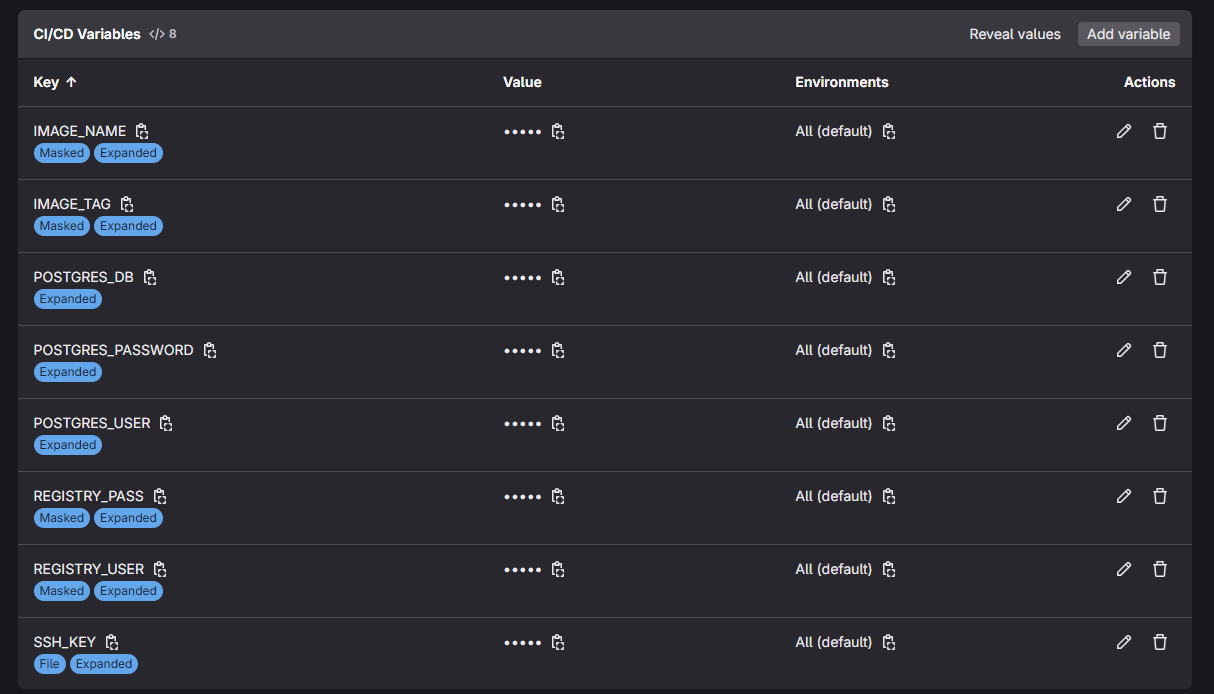 CI/CD Variables </> 8 Reveal values Add variable
Key ↑ Value Environments Actions
IMAGE_NAME ••••• All (default)
Masked Expanded
IMAGE_TAG ••••• All (default)
Masked Expanded
POSTGRES_DB ••••• All (default)
Expanded
POSTGRES_PASSWORD ••••• All (default)
Expanded
POSTGRES_USER ••••• All (default)
Expanded
REGISTRY_PASS ••••• All (default)
Masked Expanded
REGISTRY_USER ••••• All (default)
Masked Expanded
SSH_KEY ••••• All (default)
File Expanded